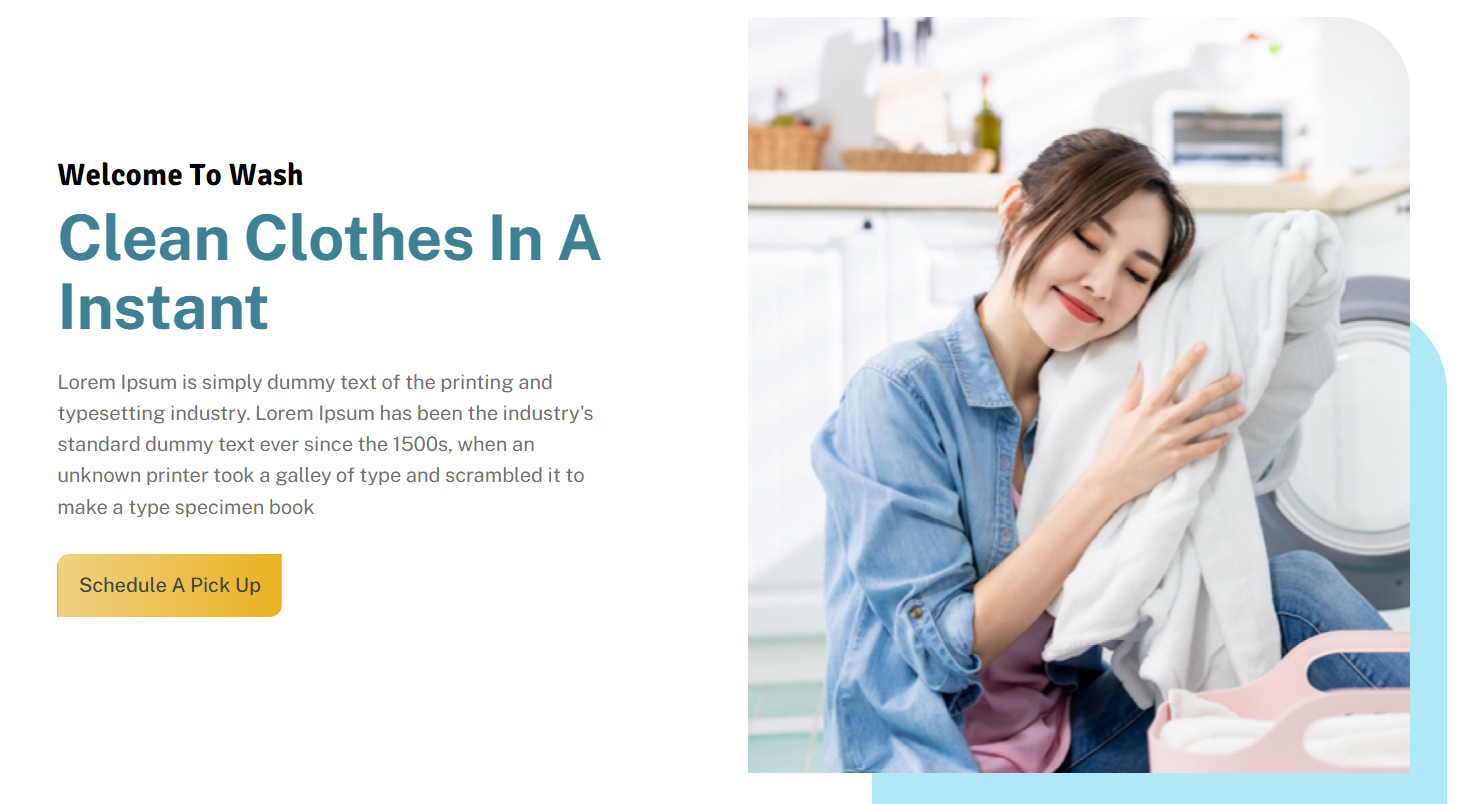 Welcome To Wash
Clean Clothes In A
Instant
Lorem Ipsum is simply dummy text of the printing and
typesetting industry. Lorem Ipsum has been the industry's
standard dummy text ever since the 1500s, when an
unknown printer took a galley of type and scrambled it to
make a type specimen book
Schedule A Pick Up